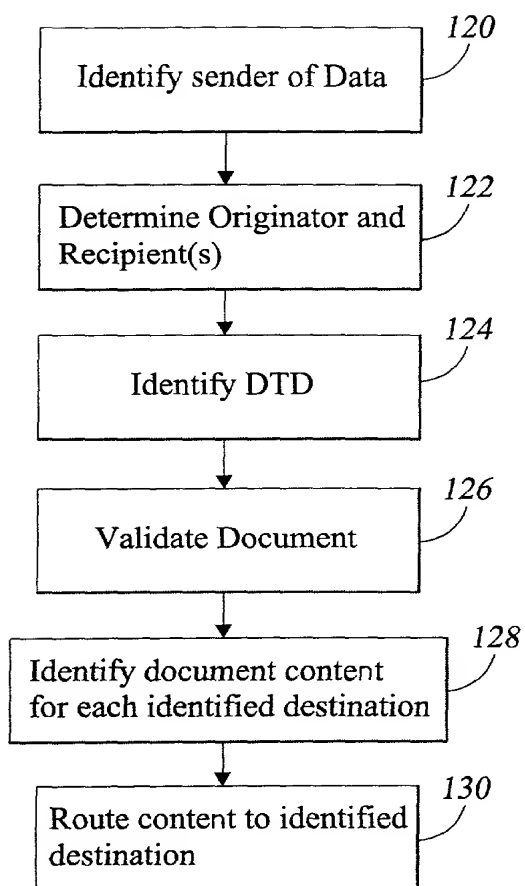 120
Identify sender of Data
122
Determine Originator and
Recipient(s)
124
Identify DTD
126
Validate Document
128
Identify document content
for each identified destination
130
Route content to identified
destination